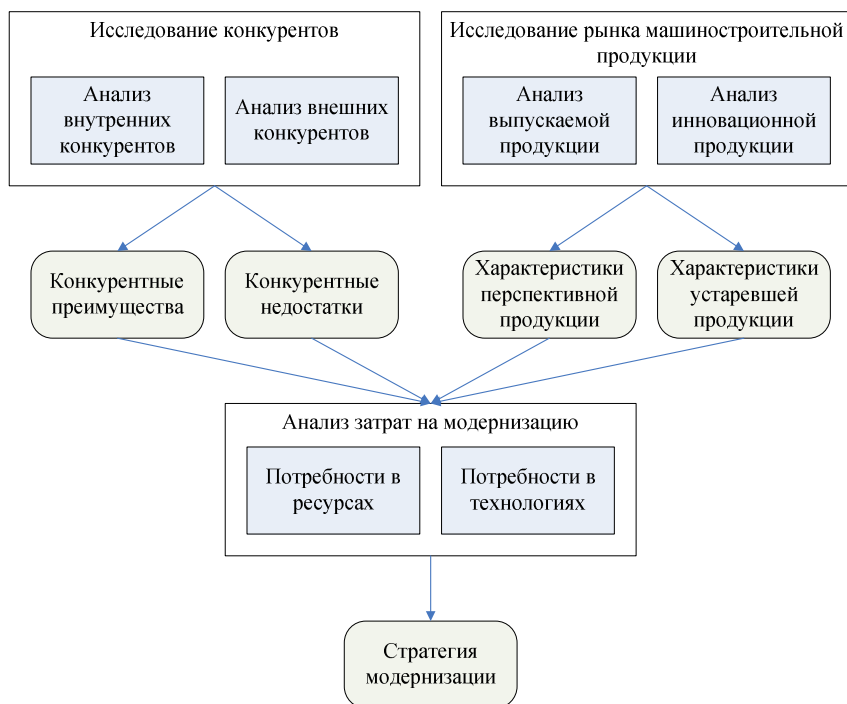 Исследование конкурентов
Анализ
внутренних
конкурентов
Анализ внешних
конкурентов
Исследование рынка машиностроительной
продукции
Анализ
выпускаемой
продукции
Анализ
инновационной
продукции
Конкурентные
преимущества
Конкурентные
недостатки
Характеристики
перспективной
продукции
Характеристики
устаревшей
продукции
Анализ затрат на модернизацию
Потребности в
ресурсах
Потребности в
технологиях
Стратегия
модернизации